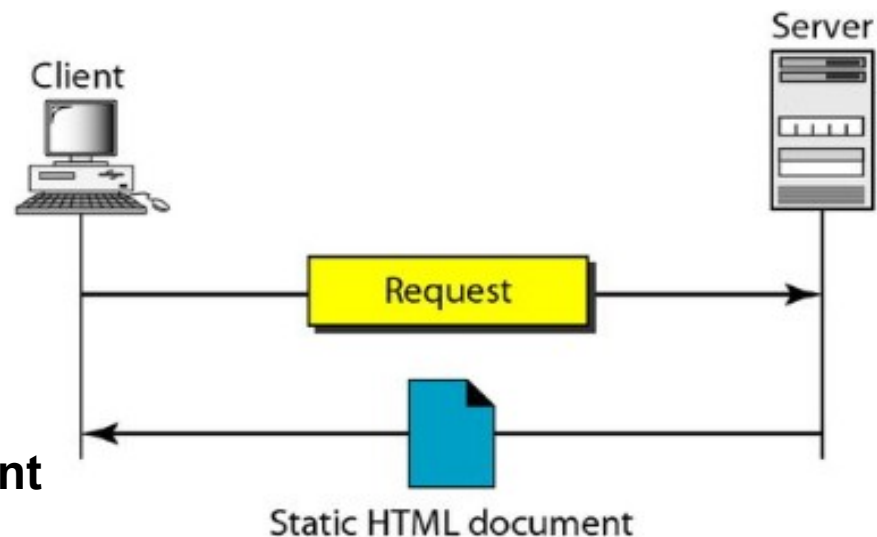 Server
Client
Request
nt
Static HTML document